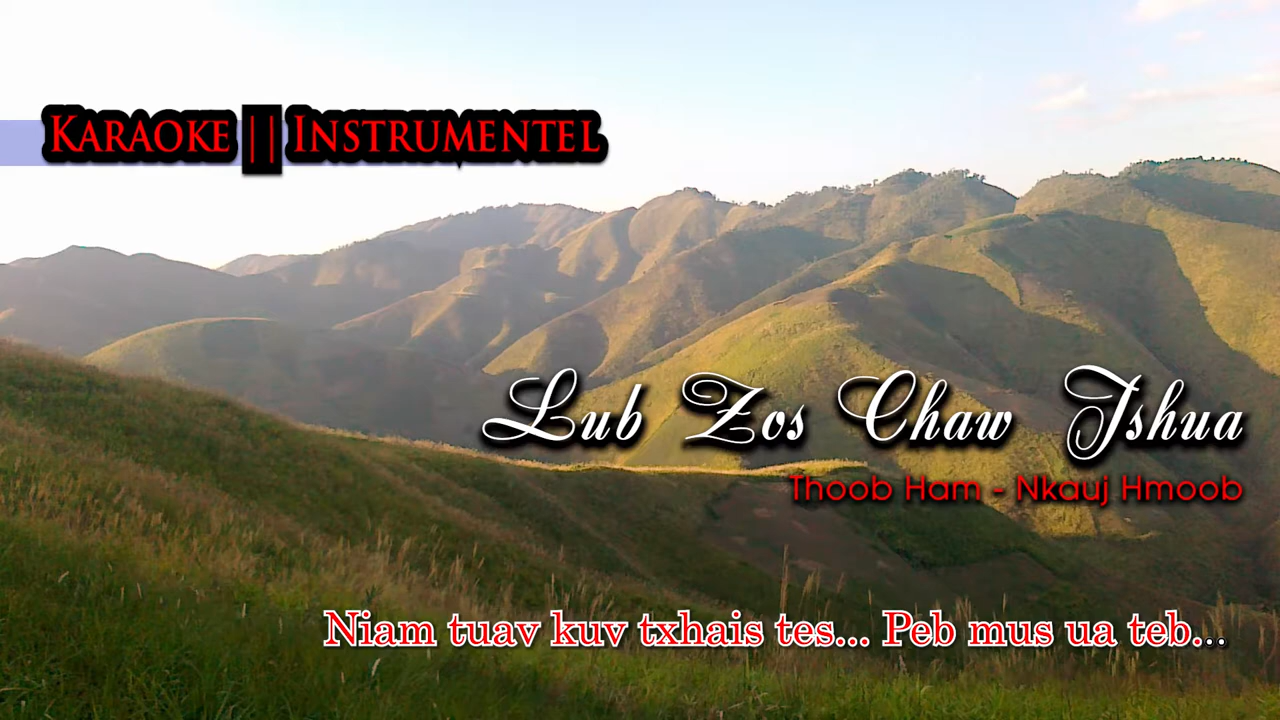 KARAOKE || INSTRUMENTEL
Lub Zos Chaw Tshua
Thoob Ham - Nkauj Hmoob
Niam tuav kuv txhais tes... Peb mus ua teb...